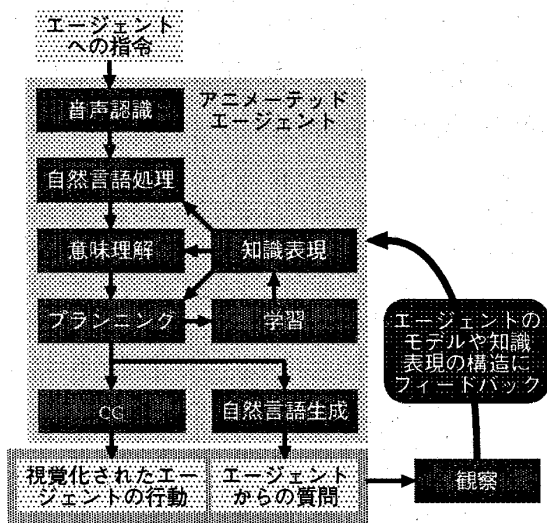 エージェント
への指令
アニメーテッド
エージェント
音声認識
自然言語処理
意味理解
知識表現
プランニング
学習
CG
自然言語生成
視覚化されたエー
ジェントの行動
エージェント
からの質問
観察
エージェントの
モデルや知識
表現の構造に
フィードバック